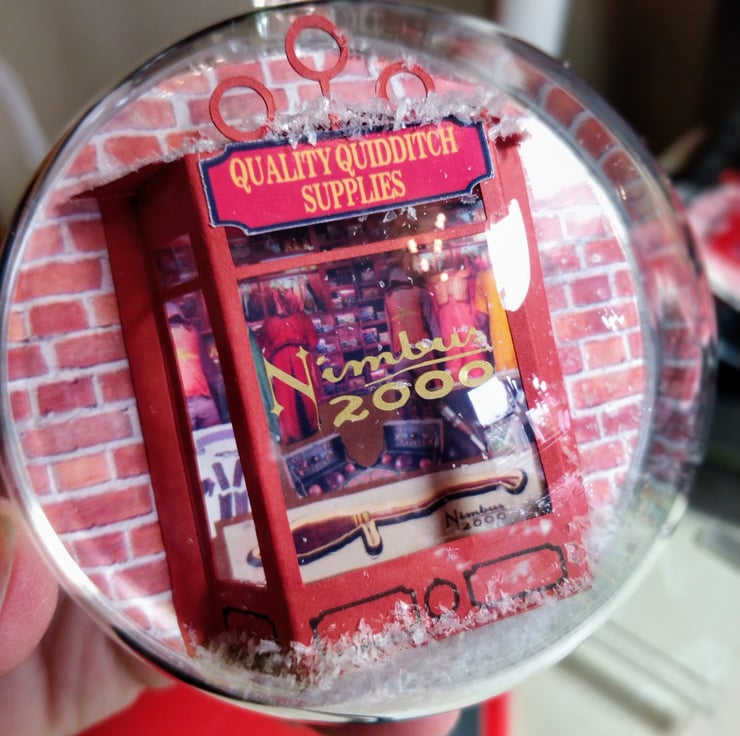 QUALITY QUIDDITCH
SUPPLIES
Nimbus
2000
Nimbus
2000